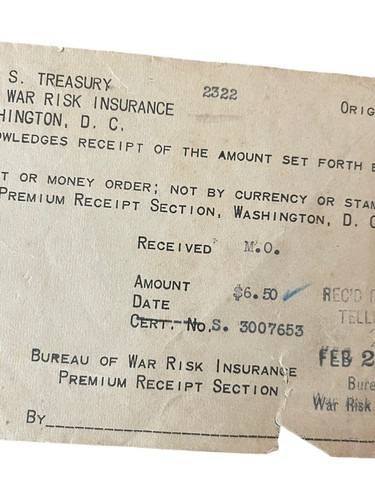 S. TREASURY
2322
WAR RISK INSURANCE
ORIG
HINGTON, D. C.
OWLEDGES RECEIPT OF THE AMOUNT SET FORTH B
T OR MONEY ORDER; NOT BY CURRENCY OR STAM
PREMIUM RECEIPT SECTION, WASHINGTON, D. C
RECEIVED M.O.
AMOUNT $6.50
REC'D
DATE
TELL
CERT. NO. S. 3007653
BUREAU OF WAR RISK INSURANCE
FEB 2
PREMIUM RECEIPT SECTION
Bure
War Risk
BY